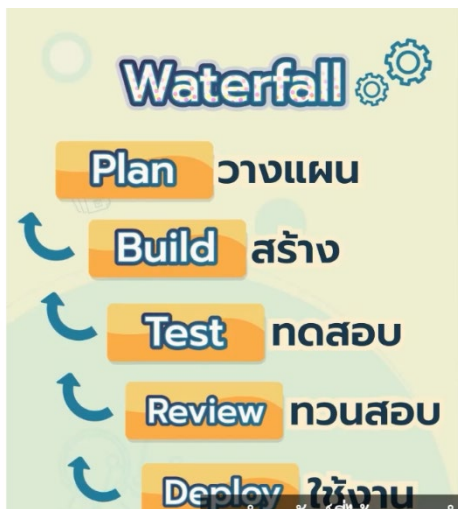 Waterfall
Plan วางแผน
Build สร้าง
Test ทดสอบ
Review ทวนสอบ
Deploy ใช้งาน